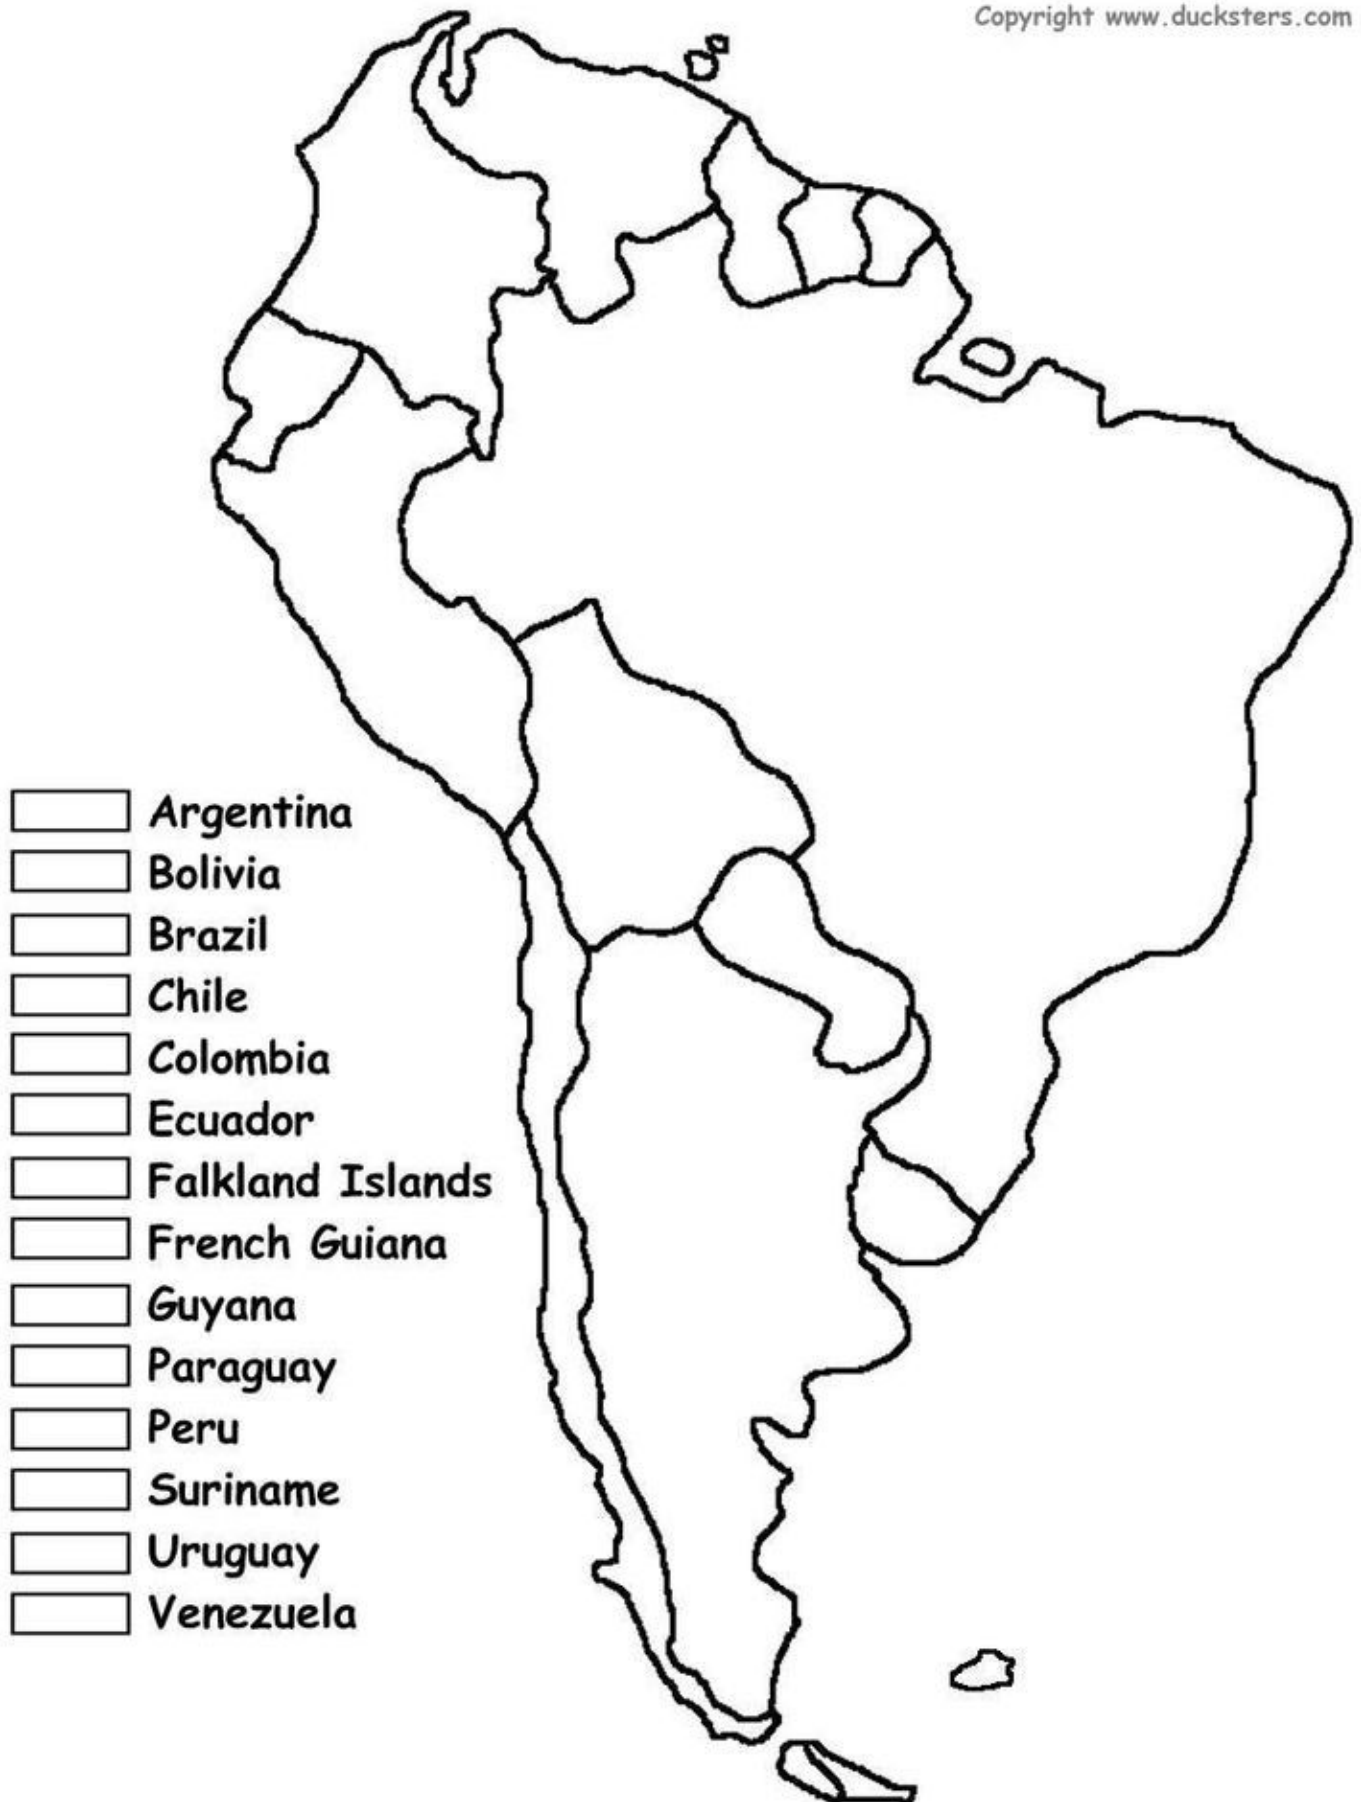 Copyright www.ducksters.com
Argentina
Bolivia
Brazil
Chile
Colombia
Ecuador
Falkland Islands
French Guiana
Guyana
Paraguay
Peru
Suriname
Uruguay
Venezuela